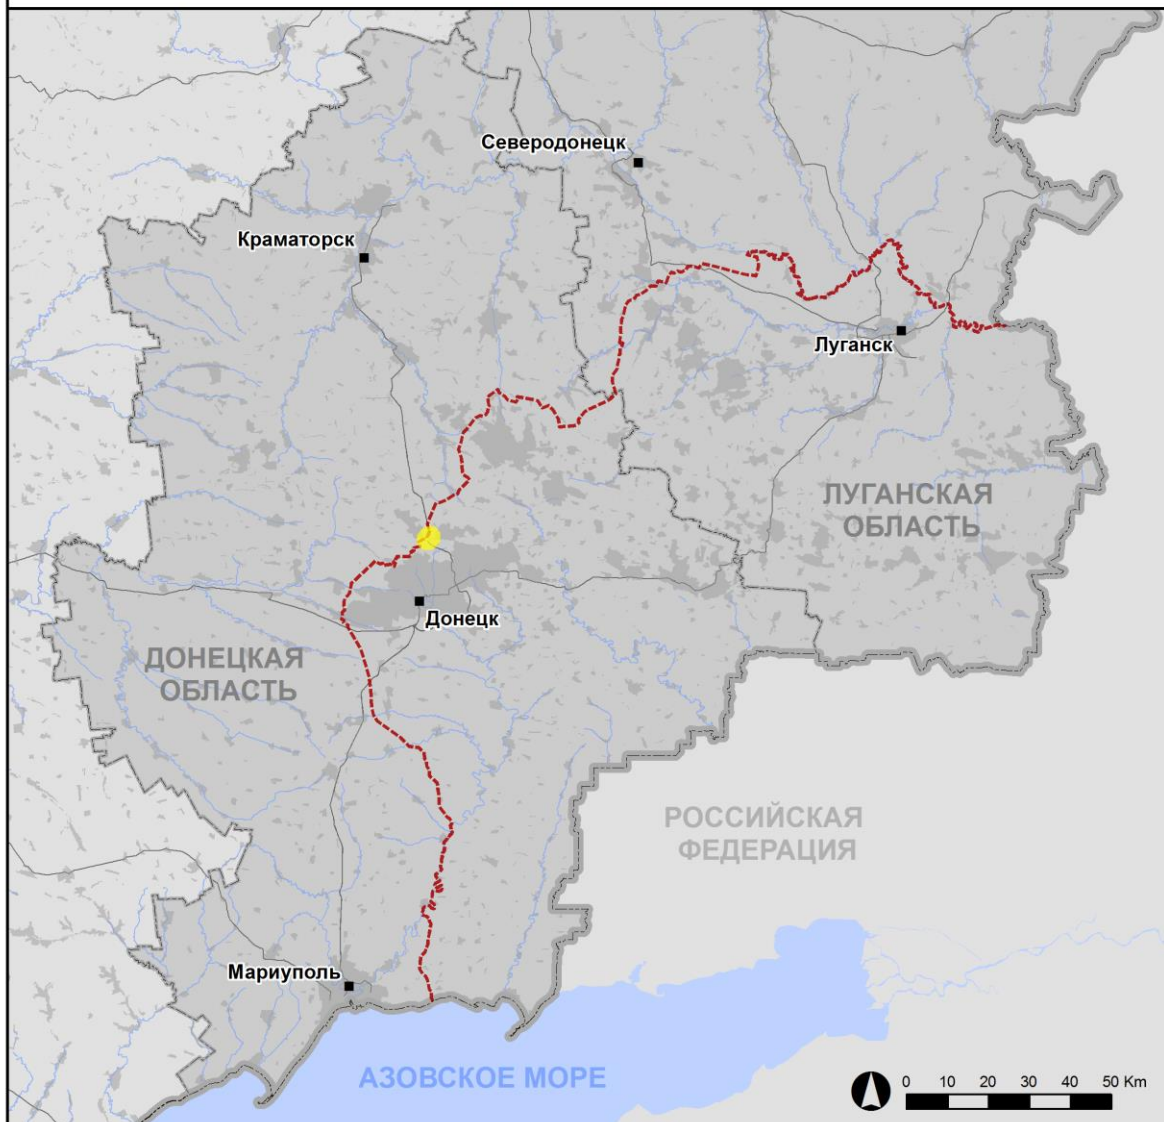 Северодонецк
Краматорск
Луганск
ЛУГАНСКАЯ
ОБЛАСТЬ
Донецк
ДОНЕЦКАЯ
ОБЛАСТЬ
РОССИЙСКАЯ
ФЕДЕРАЦИЯ
Мариуполь
АЗОВСКОЕ МОРЕ
0 10 20 30 40 50 Km